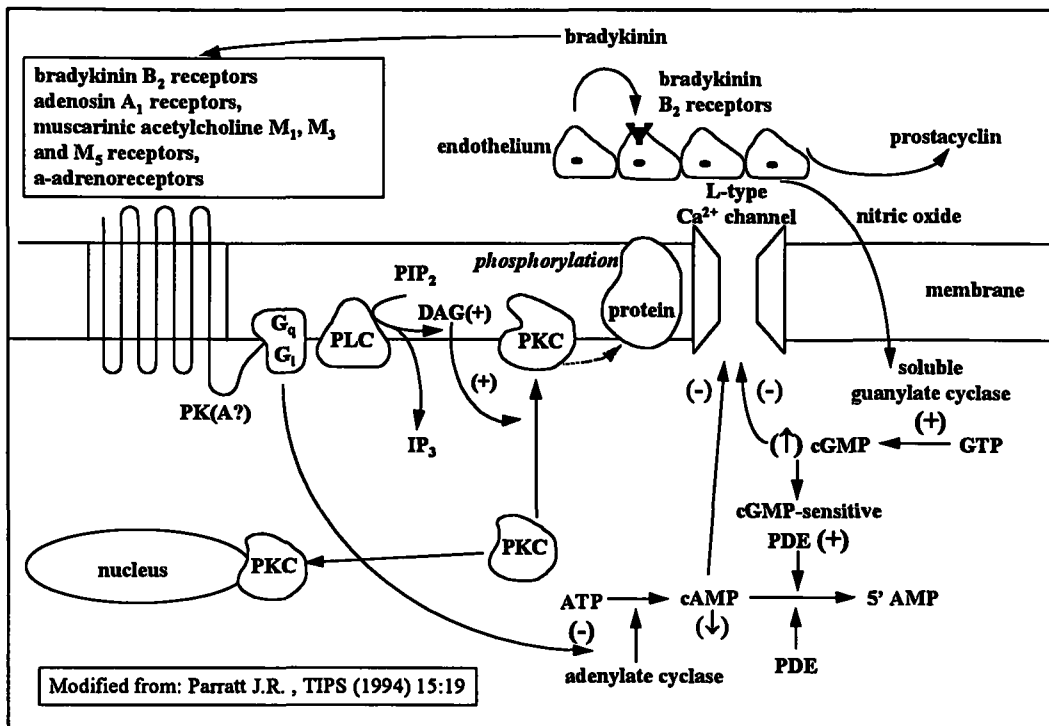 bradykinin
bradykinin B₂ receptors
adenosin A₁ receptors,
muscarinic acetylcholine M₁, M₃
and M₅ receptors,
a-adrenoreceptors
bradykinin
B₂ receptors
endothelium
prostacyclin
L-type
Ca²⁺ channel
nitric oxide
phosphorylation
membrane
PIP₂
DAG(+)
protein
Gq
GI
PLC
PKC
(+)
PK(A?)
IP₃
(-)
(-)
soluble
guanylate cyclase
(+)
(↑) cGMP
GTP
cGMP-sensitive
PDE (+)
PKC
nucleus
PKC
ATP
cAMP
5' AMP
(-)
(↓)
adenylate cyclase
PDE
Modified from: Parratt J.R. , TIPS (1994) 15:19